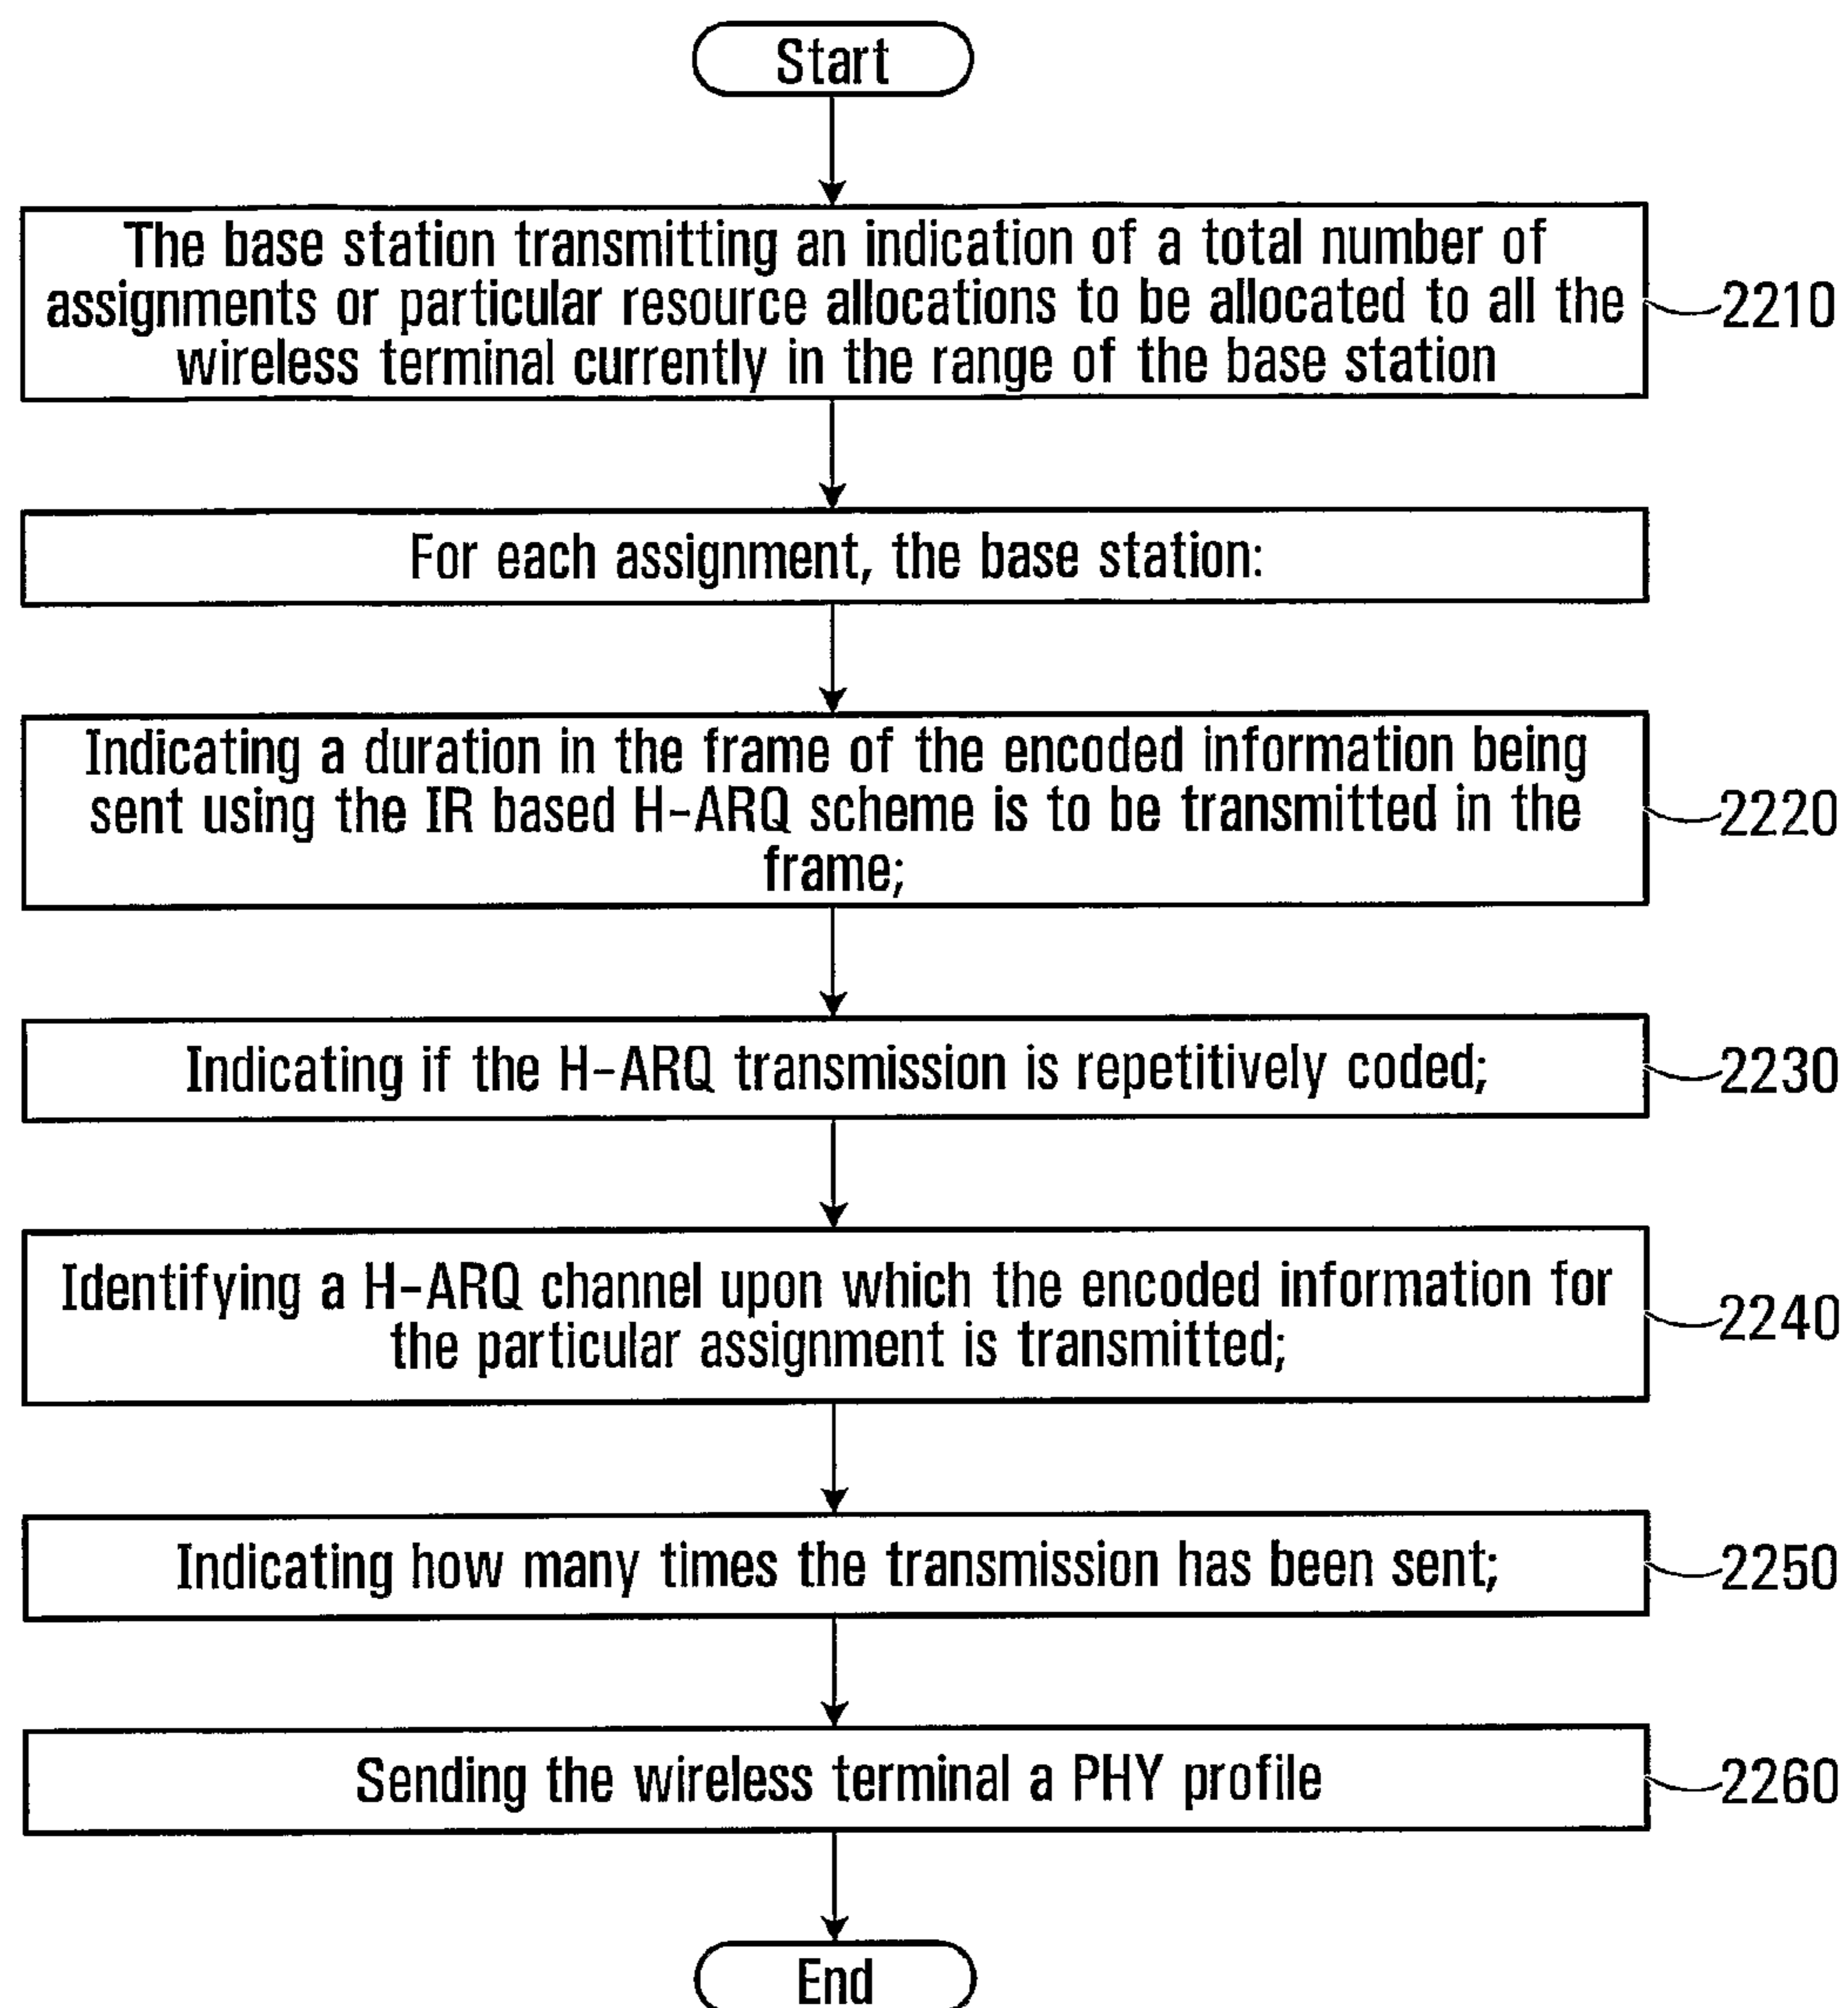 Start
The base station transmitting an indication of a total number of
assignments or particular resource allocations to be allocated to all the
wireless terminal currently in the range of the base station
2210
For each assignment, the base station:
Indicating a duration in the frame of the encoded information being
sent using the IR based H-ARQ scheme is to be transmitted in the
frame;
2220
Indicating if the H-ARQ transmission is repetitively coded;
2230
Identifying a H-ARQ channel upon which the encoded information for
the particular assignment is transmitted;
2240
Indicating how many times the transmission has been sent;
2250
Sending the wireless terminal a PHY profile
2260
End